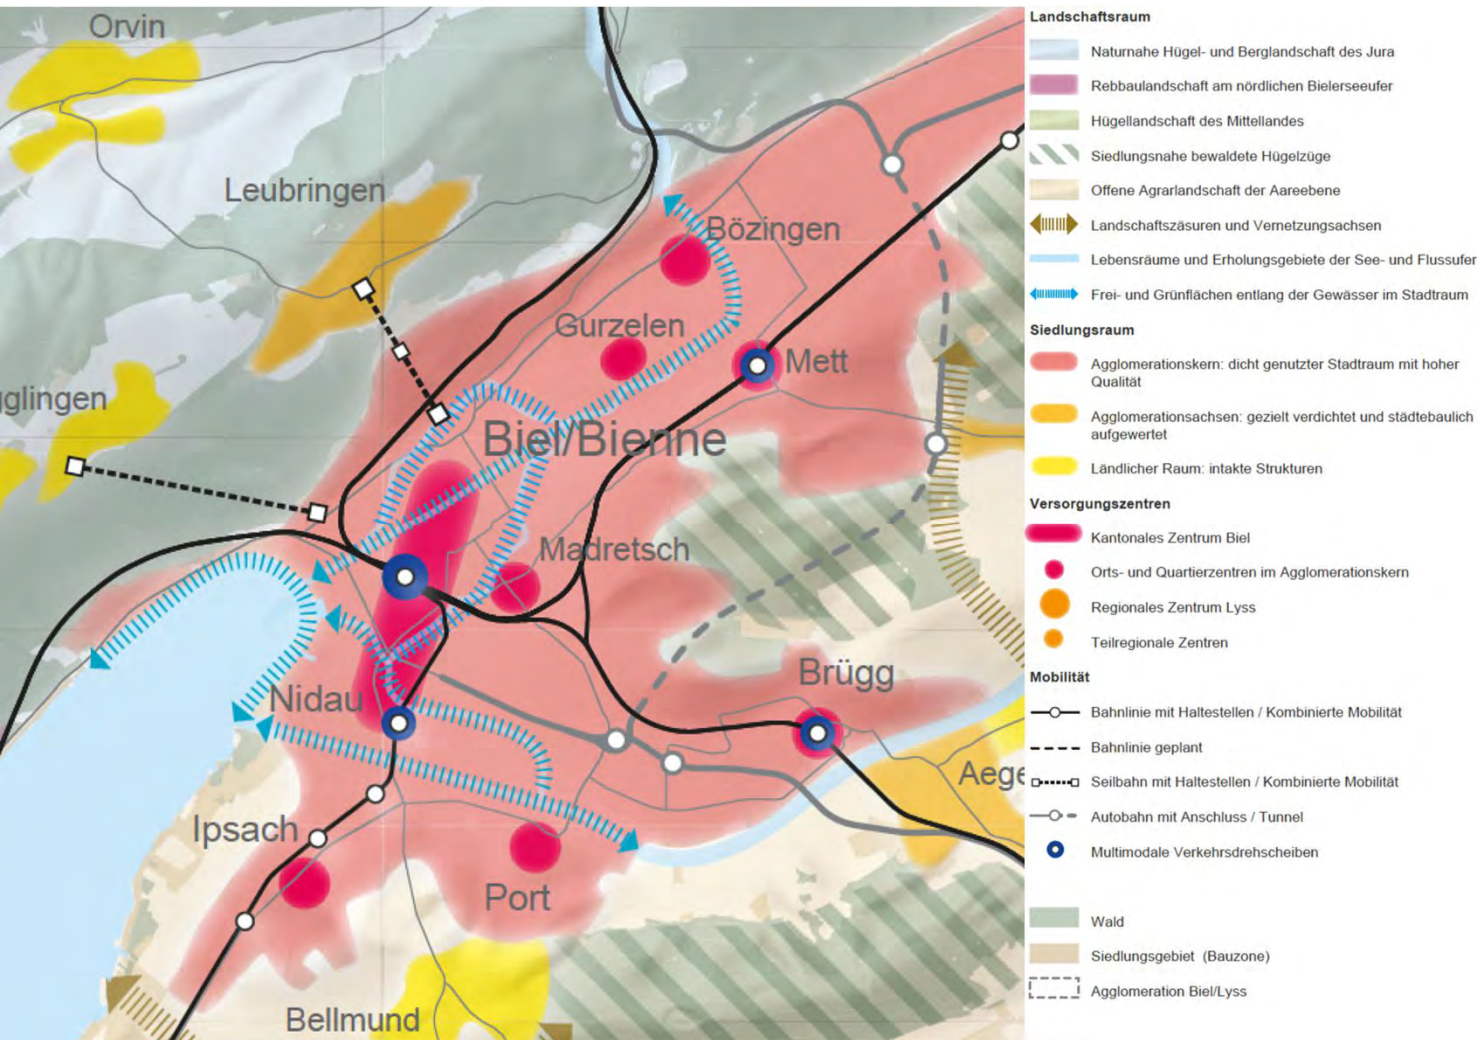 Orvin
Leubringen
Bözingen
Gurzelen
Mett
glingen
Biel/Bienne
Madretsch
Brügg
Nidau
Aege
Ipsach
Port
Bellmund
Landschaftsraum
Naturnahe Hügel- und Berglandschaft des Jura
Rebbaulandschaft am nördlichen Bielerseeufer
Hügellandschaft des Mittellandes
Siedlungsnahe bewaldete Hügelzüge
Offene Agrarlandschaft der Aareebene
Landschaftszäsuren und Vernetzungsachsen
Lebensräume und Erholungsgebiete der See- und Flussufer
Frei- und Grünflächen entlang der Gewässer im Stadtraum
Siedlungsraum
Agglomerationskern: dicht genutzter Stadtraum mit hoher
Qualität
Agglomerationsachsen: gezielt verdichtet und städtebaulich
aufgewertet
Ländlicher Raum: intakte Strukturen
Versorgungszentren
Kantonales Zentrum Biel
Orts- und Quartierzentren im Agglomerationskern
Regionales Zentrum Lyss
Teilregionale Zentren
Mobilität
Bahnlinie mit Haltestellen / Kombinierte Mobilität
Bahnlinie geplant
Seilbahn mit Haltestellen / Kombinierte Mobilität
Autobahn mit Anschluss / Tunnel
Multimodale Verkehrsdrehscheiben
Wald
Siedlungsgebiet (Bauzone)
Agglomeration Biel/Lyss